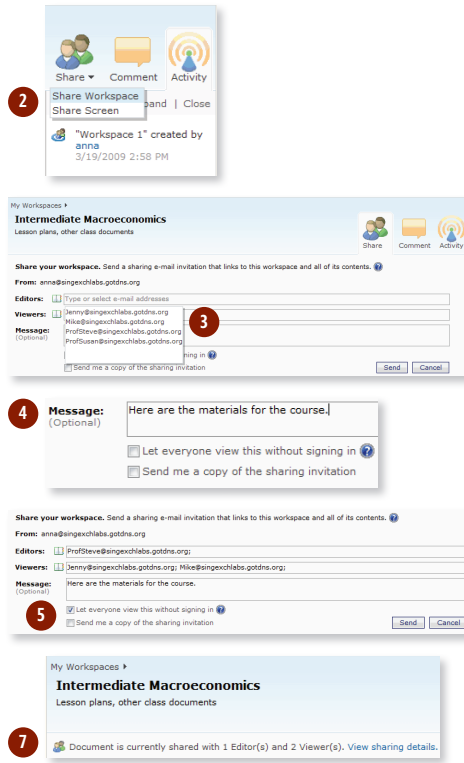 Share ▾ Comment Activity
2
Share Workspace
Share Screen
pand | Close
"Workspace 1" created by
anna
3/19/2009 2:58 PM
My Workspaces ▸
Intermediate Macroeconomics
Lesson plans, other class documents
Share Comment Activity
Share your workspace. Send a sharing e-mail invitation that links to this workspace and all of its contents.
From: anna@singexchlabs.gotdns.org
Editors: Type or select e-mail addresses
Viewers: Jenny@singexchlabs.gotdns.org
Mike@singexchlabs.gotdns.org
3
Message: ProfSteve@singexchlabs.gotdns.org
(Optional) ProfSusan@singexchlabs.gotdns.org
ning in
Send me a copy of the sharing invitation
Send Cancel
4
Message: Here are the materials for the course.
(Optional)
Let everyone view this without signing in
Send me a copy of the sharing invitation
Share your workspace. Send a sharing e-mail invitation that links to this workspace and all of its contents.
From: anna@singexchlabs.gotdns.org
Editors: ProfSteve@singexchlabs.gotdns.org;
Viewers: Jenny@singexchlabs.gotdns.org; Mike@singexchlabs.gotdns.org;
Message: Here are the materials for the course.
(Optional)
5
Let everyone view this without signing in
Send me a copy of the sharing invitation
Send Cancel
My Workspaces ▸
Intermediate Macroeconomics
Lesson plans, other class documents
7
Document is currently shared with 1 Editor(s) and 2 Viewer(s). View sharing details.